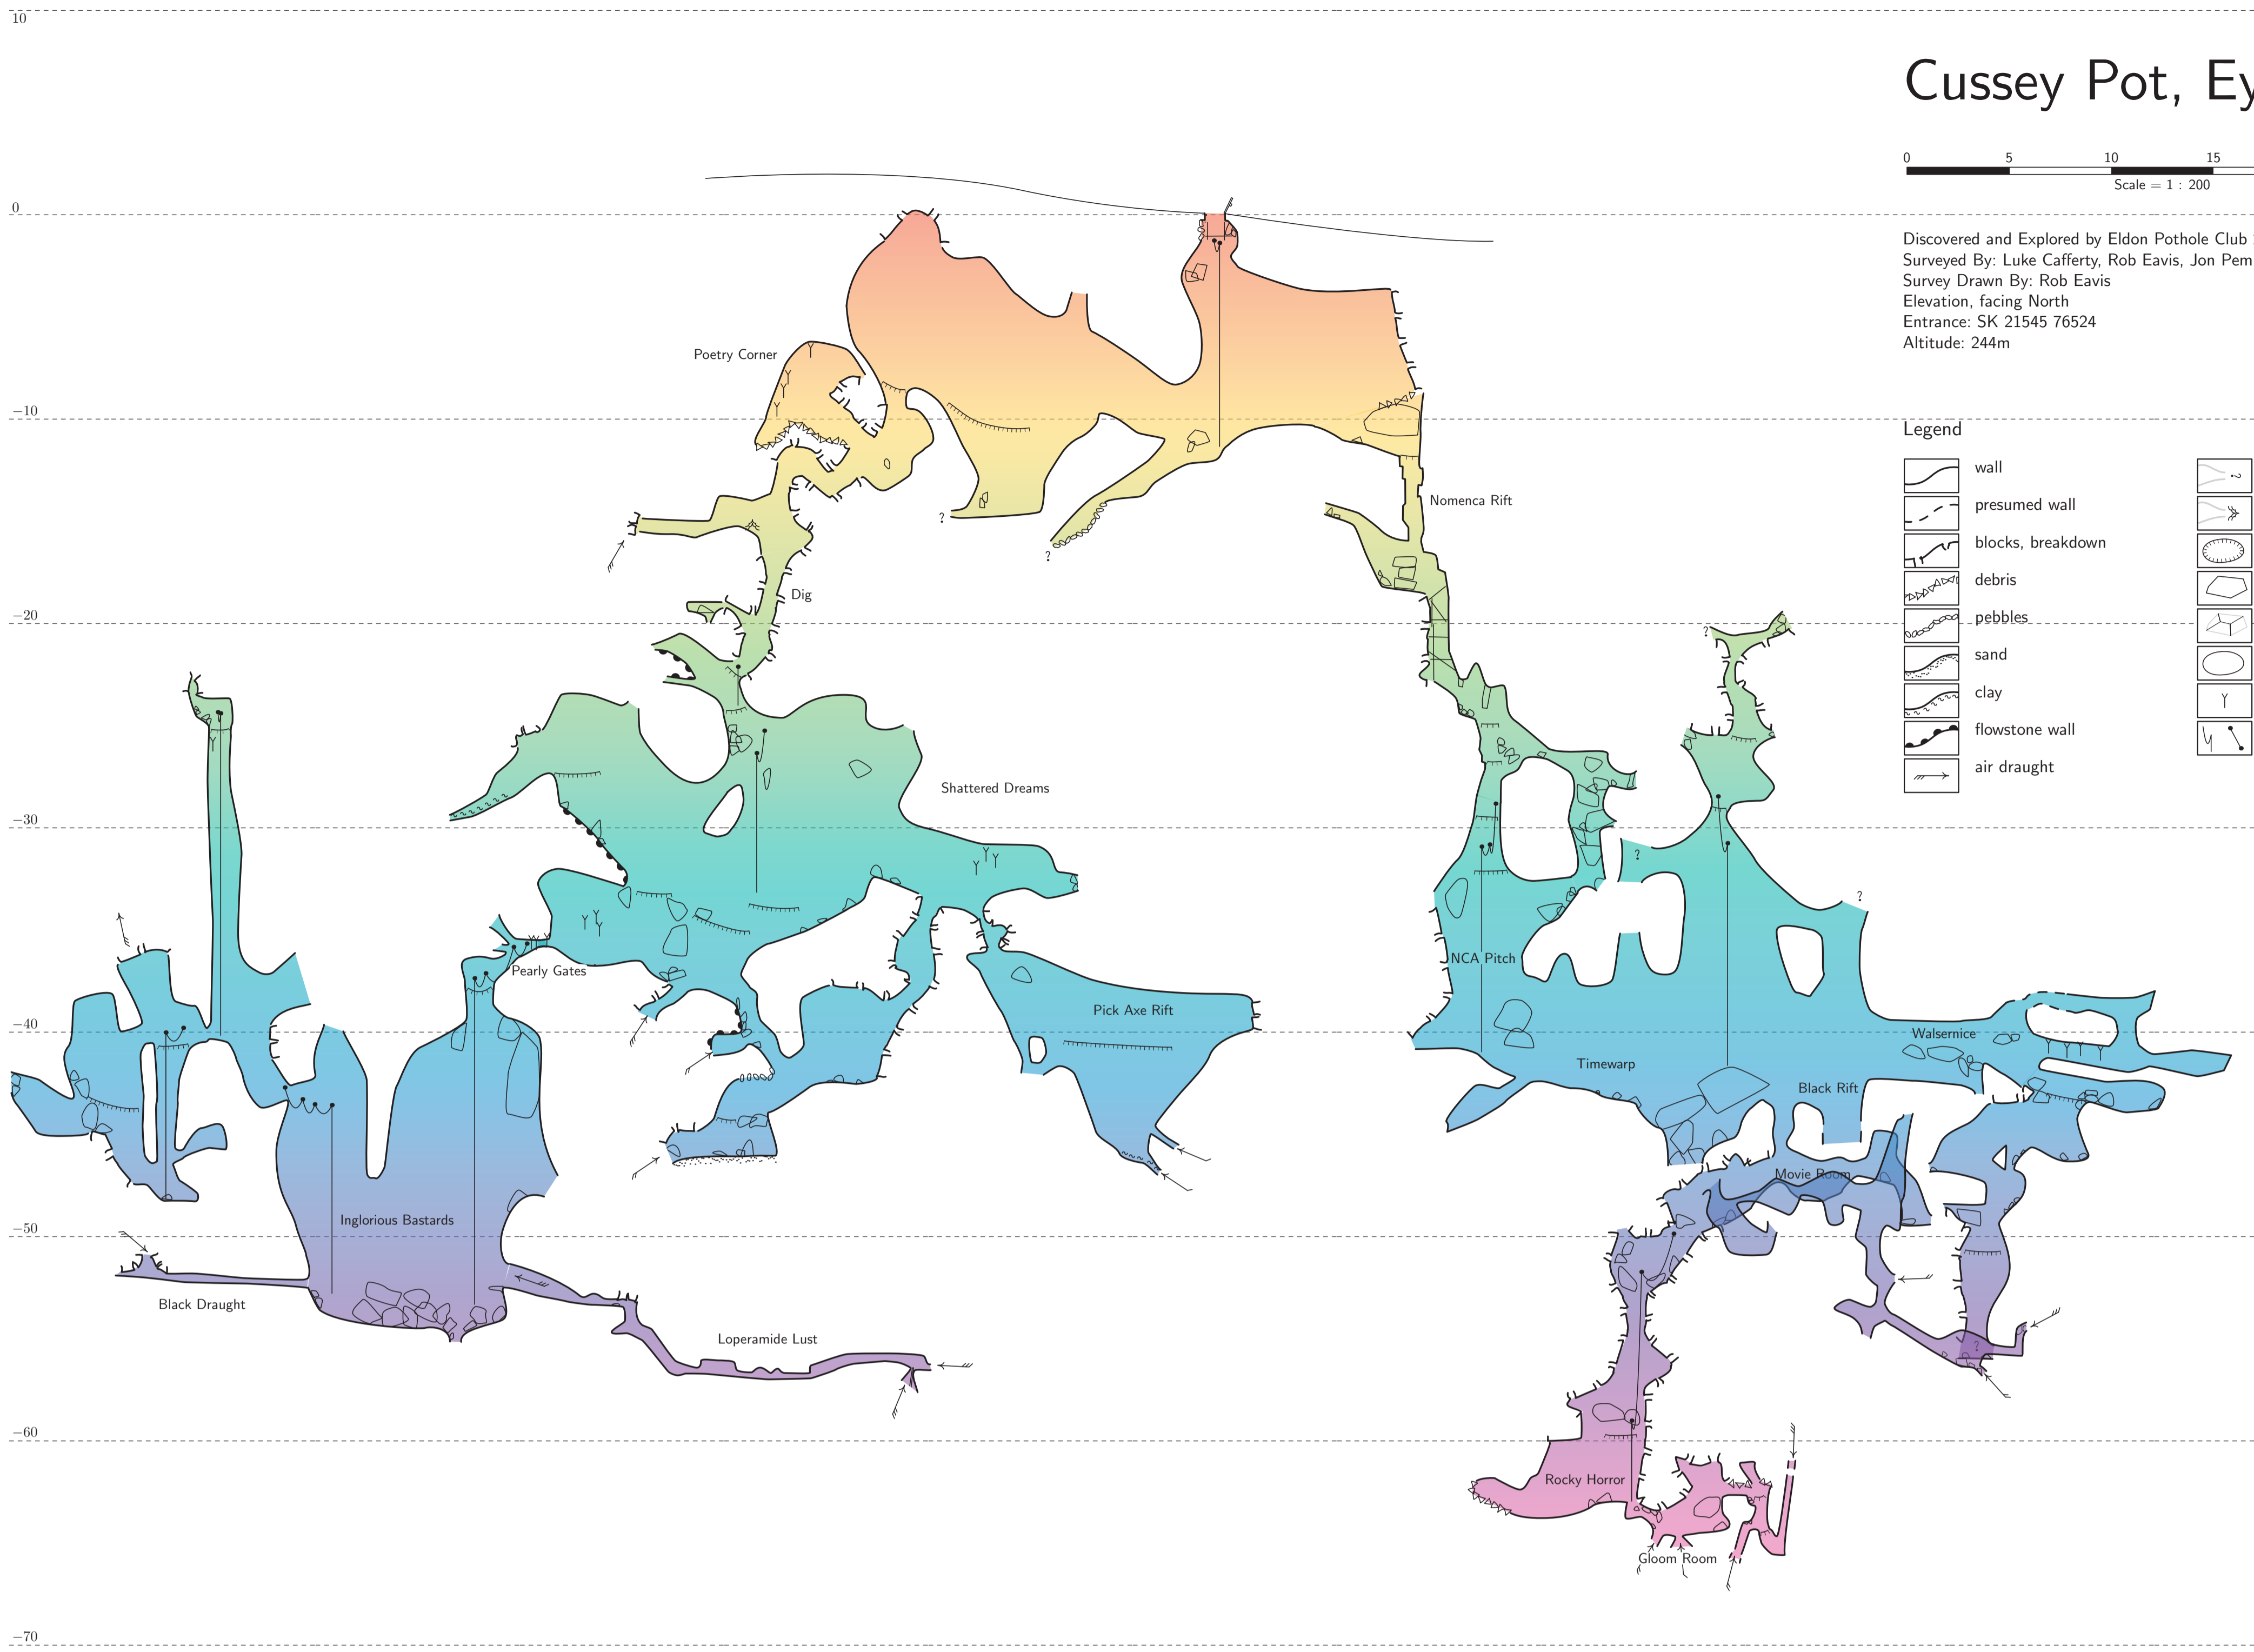 10
Cussey Pot, Ey
0 5 10 15
Scale = 1 : 200
0
Discovered and Explored by Eldon Pothole Club
Surveyed By: Luke Cafferty, Rob Eavis, Jon Pem
Survey Drawn By: Rob Eavis
Elevation, facing North
Entrance: SK 21545 76524
Altitude: 244m
Poetry Corner
−10
Legend
wall
presumed wall
blocks, breakdown
debris
pebbles
sand
clay
flowstone wall
air draught
Nomenca Rift
?
?
Dig
−20
?
Shattered Dreams
−30
?
?
Pearly Gates
NCA Pitch
Pick Axe Rift
−40
Walsernice
Timewarp
Black Rift
Movie Room
Inglorious Bastards
−50
Black Draught
Loperamide Lust
?
−60
Rocky Horror
Gloom Room
−70